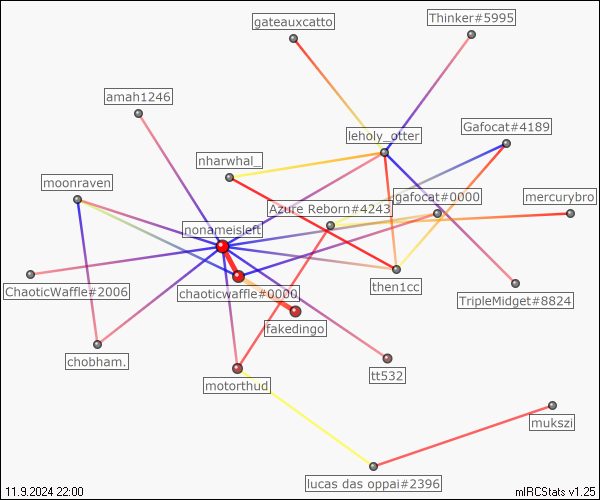 gateauxcatto
Thinker#5995
amah1246
leholy_otter
Gafocat#4189
nharwhal_
moonraven
gafocat#0000
mercurybro
Azure Reborn#4243
nonameisleft
ChaoticWaffle#2006
chaoticwaffle#0000
then1cc
TripleMidget#8824
fakedingo
chobham.
tt532
motorthud
mukszi
lucas das oppai#2396
11.9.2024 22:00
mIRCStats v1.25